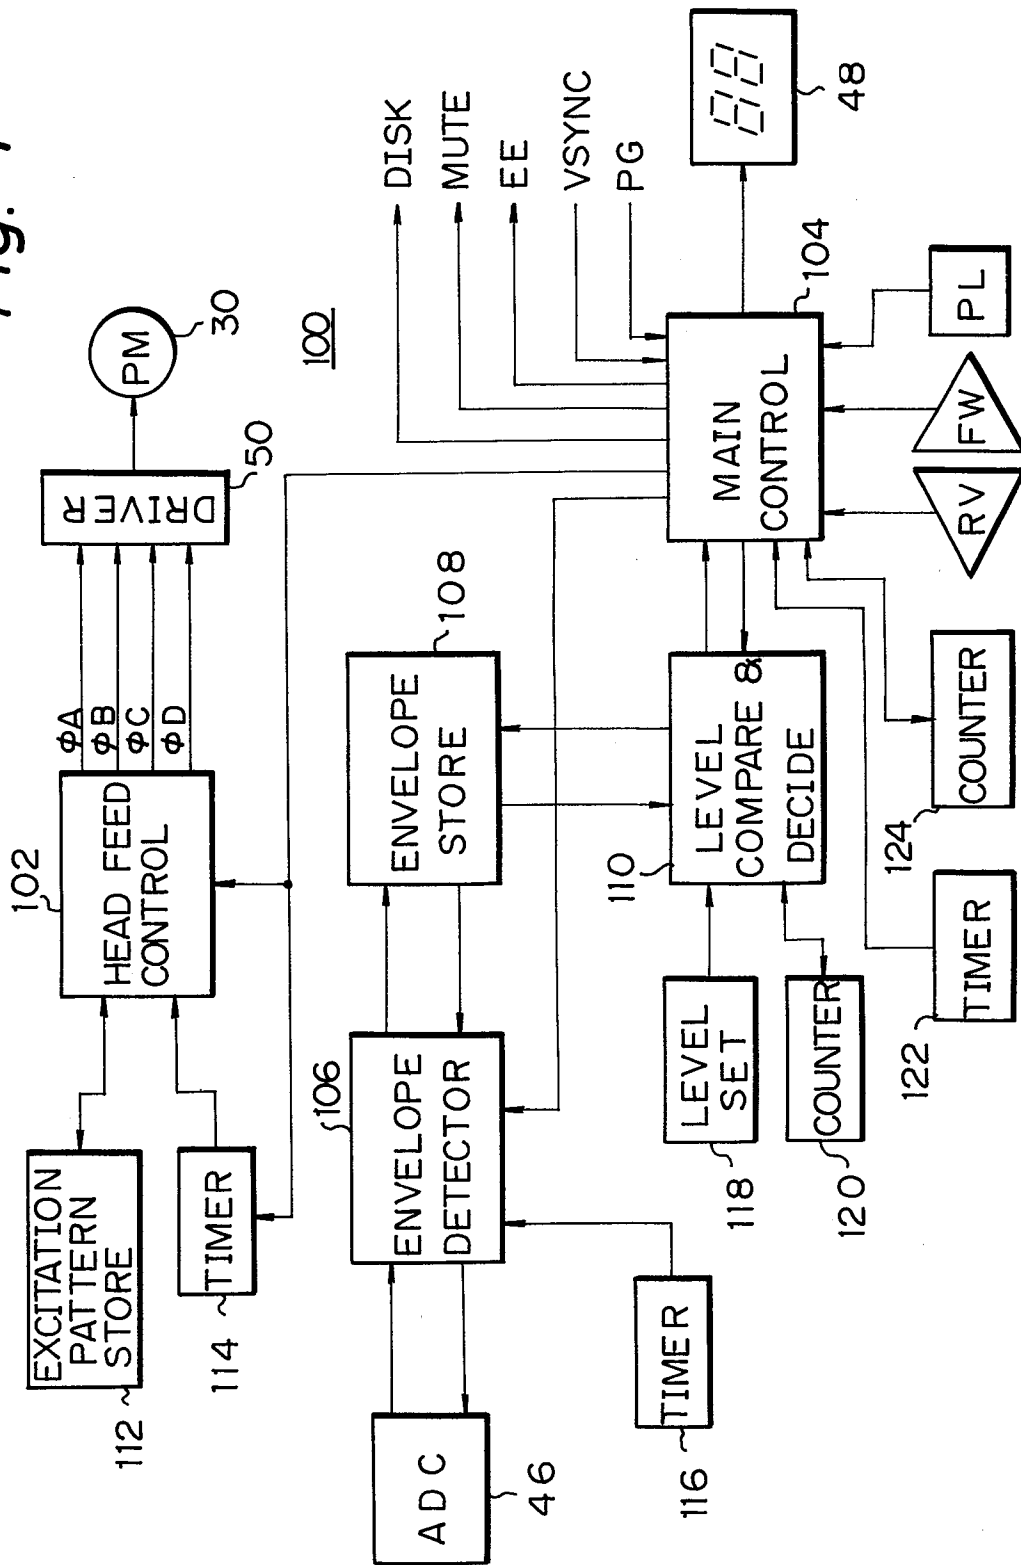 Fig.
EXCITATION
PATTERN
STORE
112
TIMER
114
102
HEAD FEED
CONTROL
ΦA
ΦB
ΦC
ΦD
DRIVER
50
PM
30
100
ADC
46
106
ENVELOPE
DETECTOR
TIMER
116
ENVELOPE
STORE
108
110
LEVEL
COMPARE &
DECIDE
LEVEL
SET
118
COUNTER
120
TIMER
122
COUNTER
124
MAIN
CONTROL
104
DISK
MUTE
EE
VSYNC
PG
88
48
RV
FW
PL